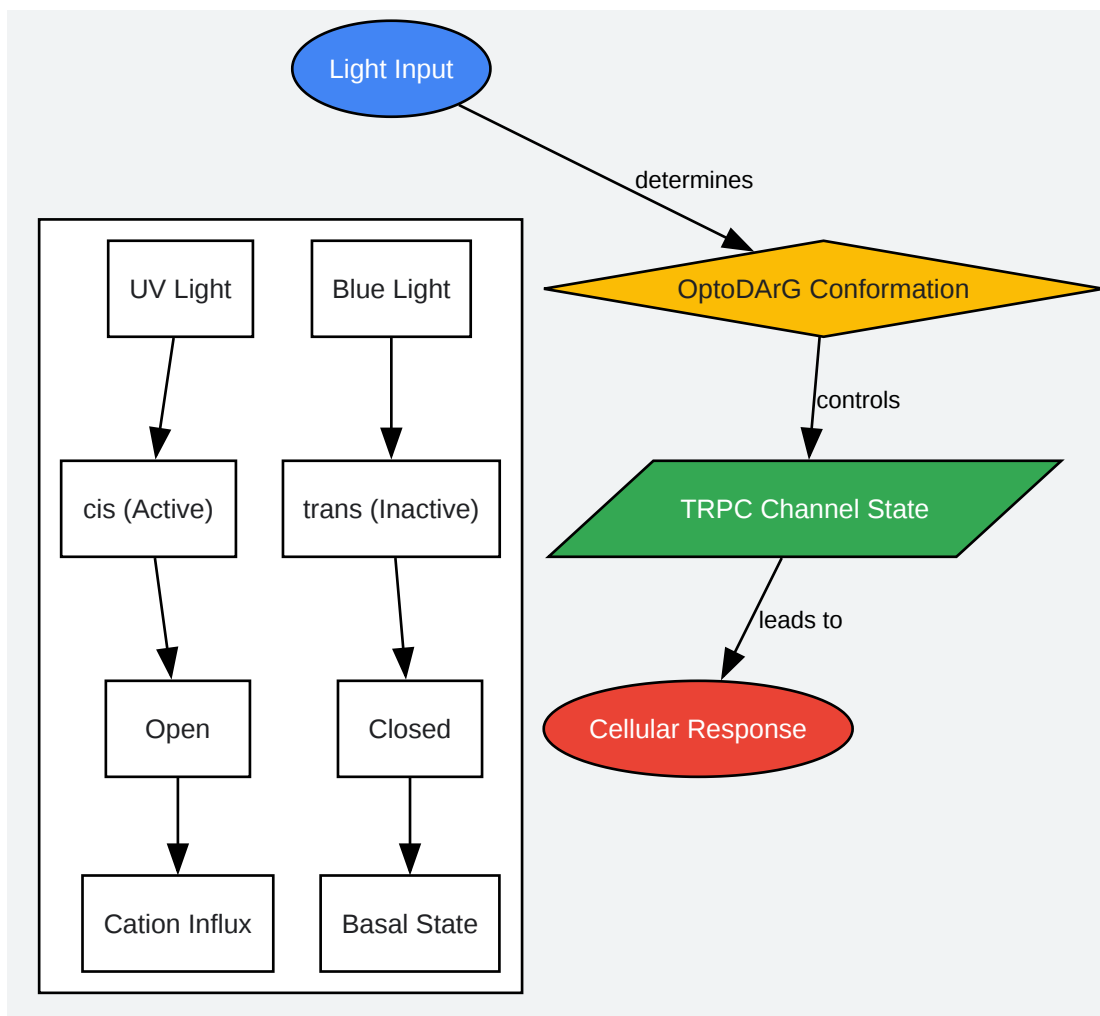 Light Input
determines
UV Light
Blue Light
OptoDArG Conformation
controls
cis (Active)
trans (Inactive)
TRPC Channel State
leads to
Open
Closed
Cellular Response
Cation Influx
Basal State